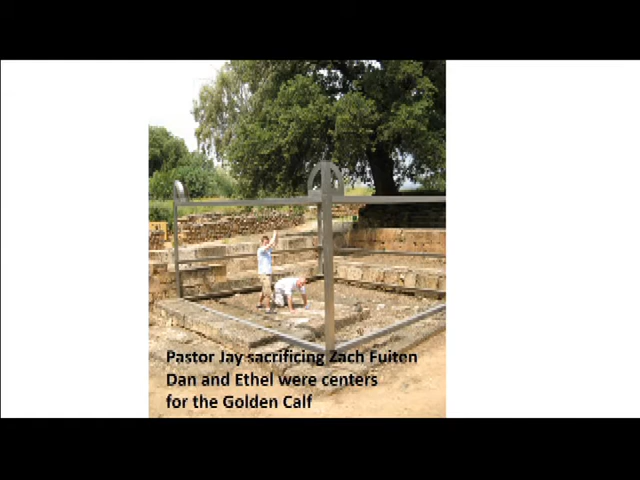 Pastor Jay sacrificing Zach Fuiten
Dan and Ethel were centers
for the Golden Calf